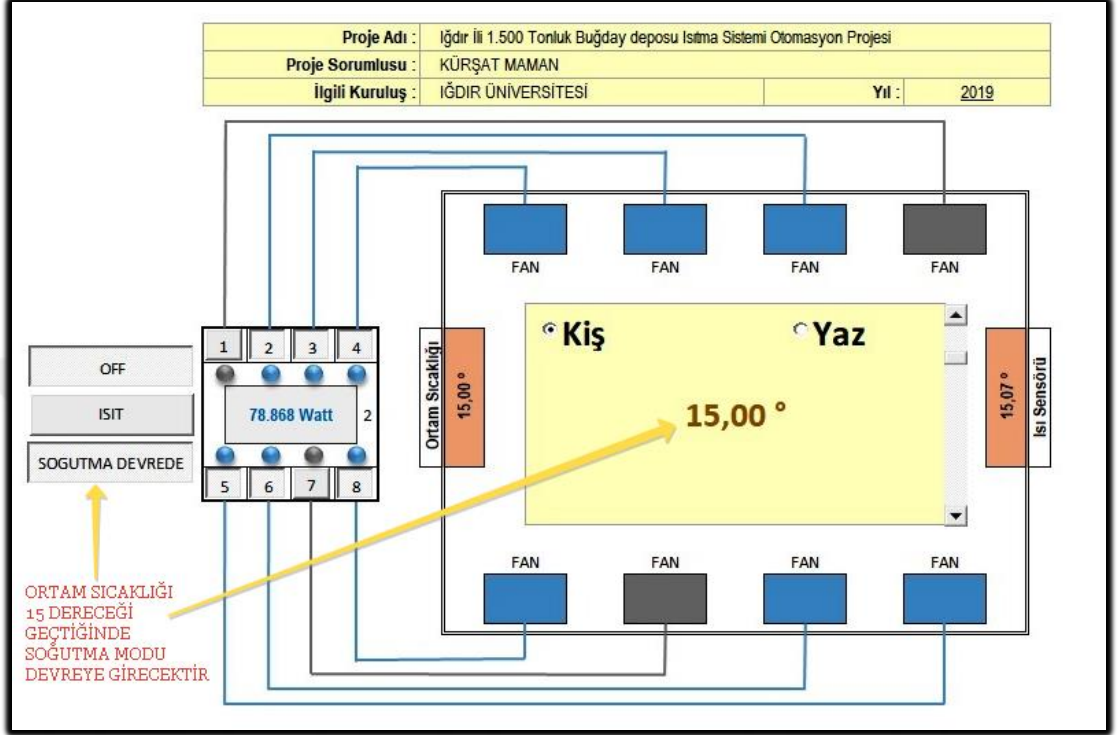 Proje Adı : Iğdır İli 1.500 Tonluk Buğday deposu Isıtma Sistemi Otomasyon Projesi
Proje Sorumlusu : KÜRŞAT MAMAN
İlgili Kuruluş : IĞDIR ÜNİVERSİTESİ Yıl : 2019
FAN FAN FAN FAN
Kiş Yaz
1 2 3 4
OFF
ISIT
SOGUTMA DEVREDE
78.868 Watt 2
5 6 7 8
Ortam Sıcaklığı
15,00 °
15,00 °
15,07 °
Isı Sensörü
FAN FAN FAN FAN
ORTAM SICAKLIĞI
15 DERECEĞİ
GEÇTİĞİNDE
SOĞUTMA MODU
DEVREYE GİRECEKTİR